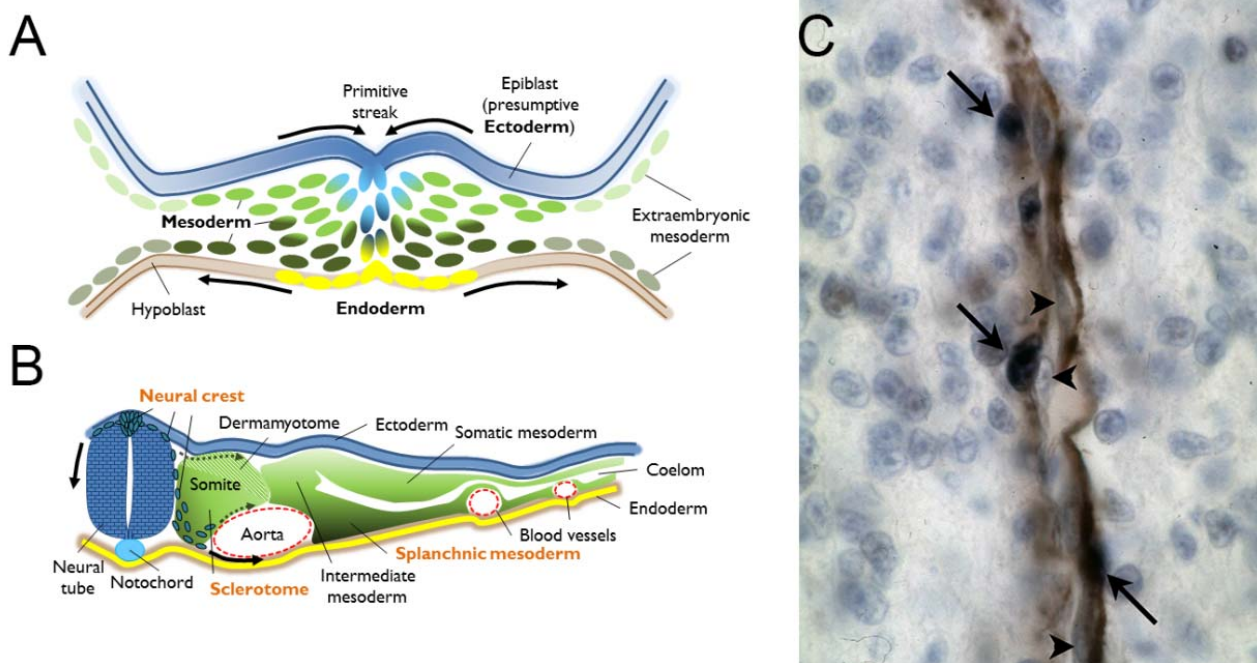 A
Primitive
streak
Epiblast
(presumptive
Ectoderm)
Mesoderm
Extraembryonic
mesoderm
Hypoblast
Endoderm
B
Neural crest
Dermamyotome
Ectoderm
Somatic mesoderm
Somite
Coelom
Endoderm
Aorta
Blood vessels
Splanchnic mesoderm
Neural
tube
Notochord
Sclerotome
Intermediate
mesoderm
C